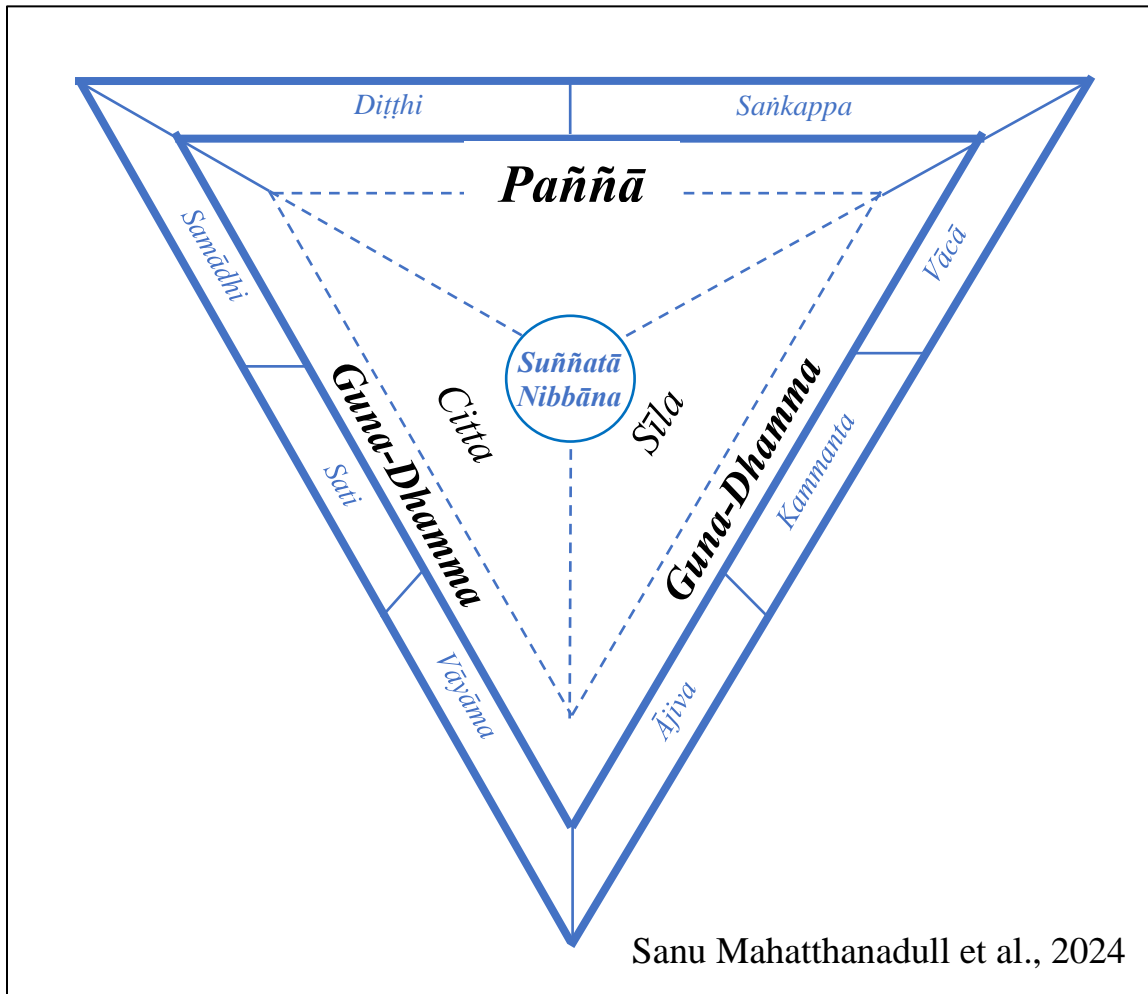 Diṭṭhi
Saṅkappa
Paññā
Samādhi
Vācā
Suññatā
Nibbāna
Citta
Sīla
Guna-Dhamma
Guna-Dhamma
Sati
Kammanta
Vāyāma
Ājiva
Sanu Mahatthanadull et al., 2024